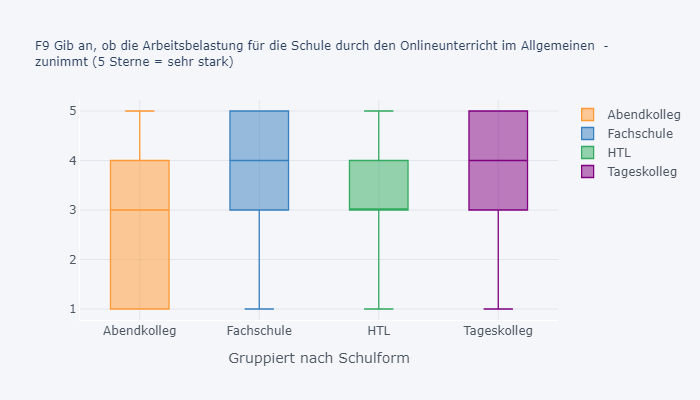 F9 Gib an, ob die Arbeitsbelastung für die Schule durch den Onlineunterricht im Allgemeinen  -
zunimmt (5 Sterne = sehr stark)
5
4
3
2
1
Abendkolleg
Fachschule
HTL
Tageskolleg
Gruppiert nach Schulform
Abendkolleg
Fachschule
HTL
Tageskolleg